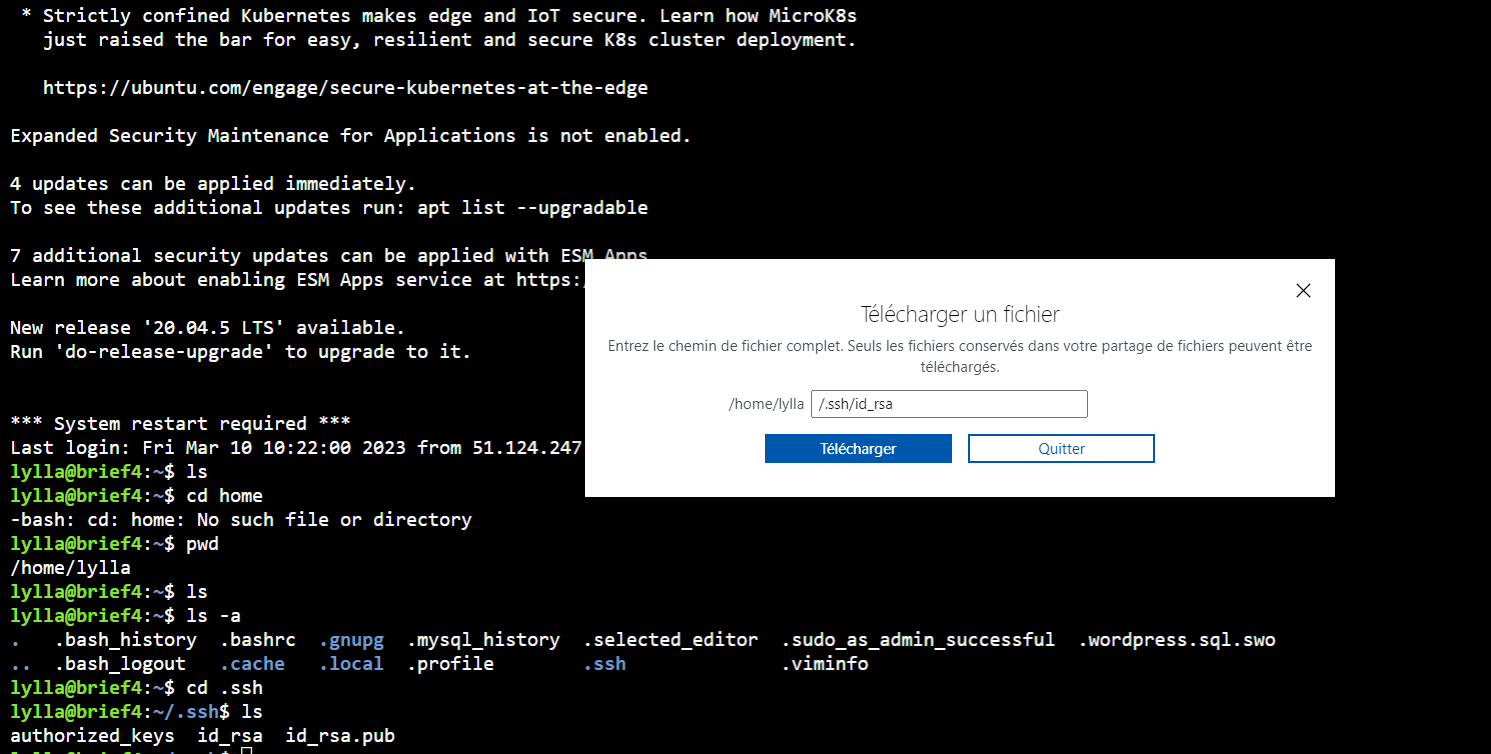 * Strictly confined Kubernetes makes edge and IoT secure. Learn how MicroK8s
just raised the bar for easy, resilient and secure K8s cluster deployment.
https://ubuntu.com/engage/secure-kubernetes-at-the-edge
Expanded Security Maintenance for Applications is not enabled.
4 updates can be applied immediately.
To see these additional updates run: apt list --upgradable
7 additional security updates can be applied with ESM Apps
Learn more about enabling ESM Apps service at https:/
New release '20.04.5 LTS' available.
Run 'do-release-upgrade' to upgrade to it.
*** System restart required ***
Last login: Fri Mar 10 10:22:00 2023 from 51.124.247
lylla@brief4:~$ ls
lylla@brief4:~$ cd home
-bash: cd: home: No such file or directory
lylla@brief4:~$ pwd
/home/lylla
lylla@brief4:~$ ls
lylla@brief4:~$ ls -a
. .bash_history .bashrc .gnupg .mysql_history .selected_editor .sudo_as_admin_successful .wordpress.sql.swo
.. .bash_logout .cache .local .profile .ssh .viminfo
lylla@brief4:~$ cd .ssh
lylla@brief4:~/.ssh$ ls
authorized_keys id_rsa id_rsa.pub
Télécharger un fichier
Entrez le chemin de fichier complet. Seuls les fichiers conservés dans votre partage de fichiers peuvent être
téléchargés.
/home/lylla /.ssh/id_rsa
Télécharger Quitter